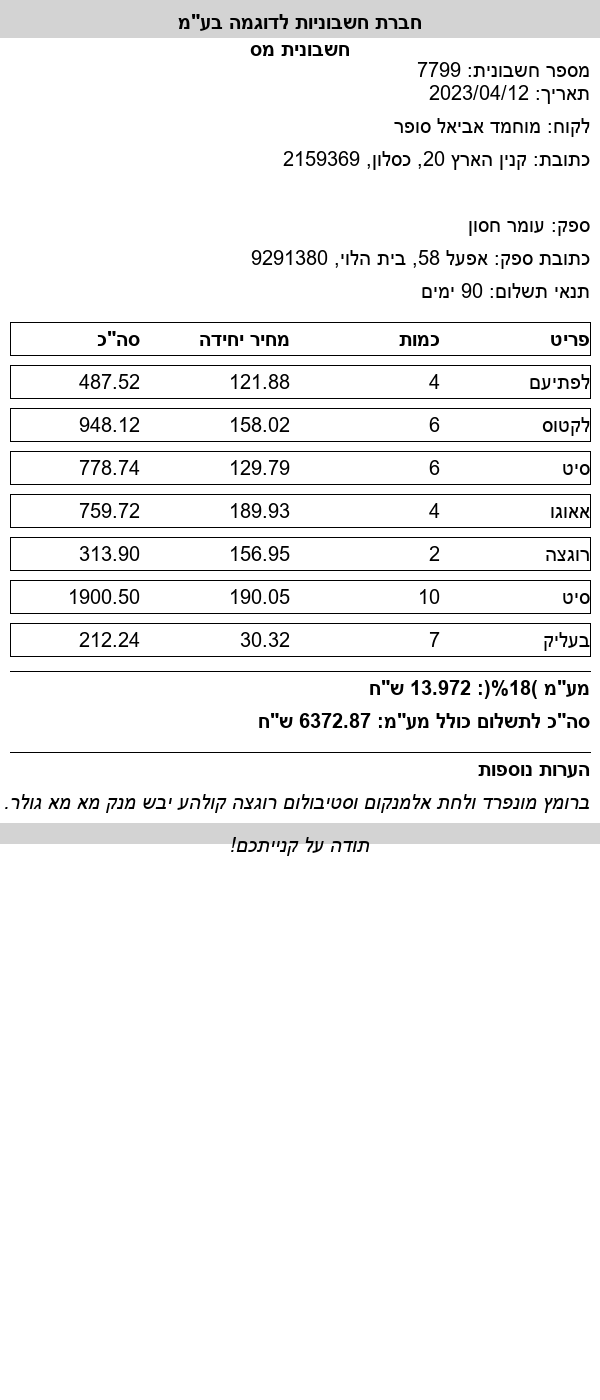 חברת חשבוניות לדוגמה בע"מ
חשבונית מס
מספר חשבונית: 7799
תאריך: 2023/04/12
לקוח: מוחמד אביאל סופר
כתובת: קנין הארץ 20, כסלון, 2159369
ספק: עומר חסון
כתובת ספק: אפעל 58, בית הלוי, 9291380
תנאי תשלום: 90 ימים
פריט כמות מחיר יחידה סה"כ
לפתיעם 4 121.88 487.52
לקטוס 6 158.02 948.12
סיט 6 129.79 778.74
אאוגו 4 189.93 759.72
רוגצה 2 156.95 313.90
סיט 10 190.05 1900.50
בעליק 7 30.32 212.24
מע"מ (18%): 13.972 ש"ח
סה"כ לתשלום כולל מע"מ: 6372.87 ש"ח
הערות נוספות
ברומץ מונפרד ולחת אלמנקום וסטיבולום רוגצה קולהע יבש מנק מא מא גולר.
תודה על קנייתכם!